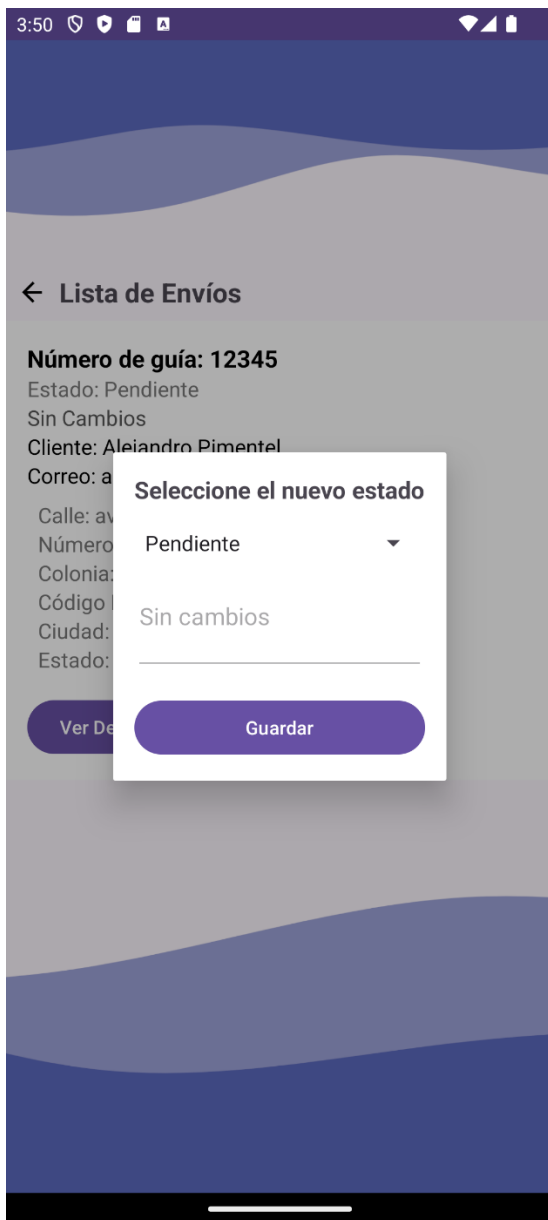 3:50
Lista de Envíos
Número de guía: 12345
Estado: Pendiente
Sin Cambios
Cliente: Alejandro Pimentel
Correo: a
Seleccione el nuevo estado
Calle: av
Número
Pendiente
Colonia:
Código
Sin cambios
Ciudad:
Estado:
Ver De
Guardar